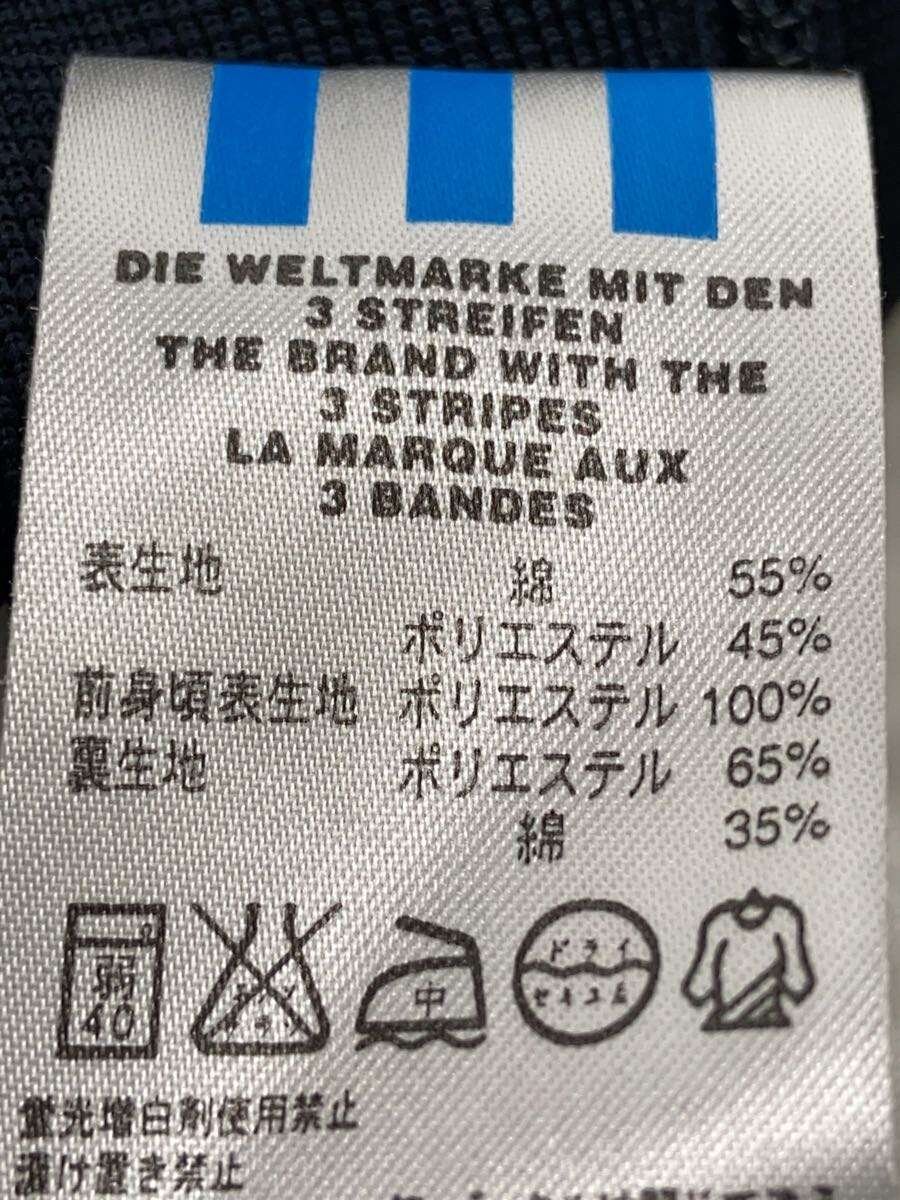 DIE WELTMARKE MIT DEN
3 STREIFEN
THE BRAND WITH THE
3 STRIPES
LA MARQUE AUX
3 BANDES
表生地 綿 55%
ポリエステル 45%
前身頃表生地 ポリエステル 100%
裏生地 ポリエステル 65%
綿 35%
弱
40
中
ドライ
セキユ系
蛍光増白剤使用禁止
漬け置き禁止